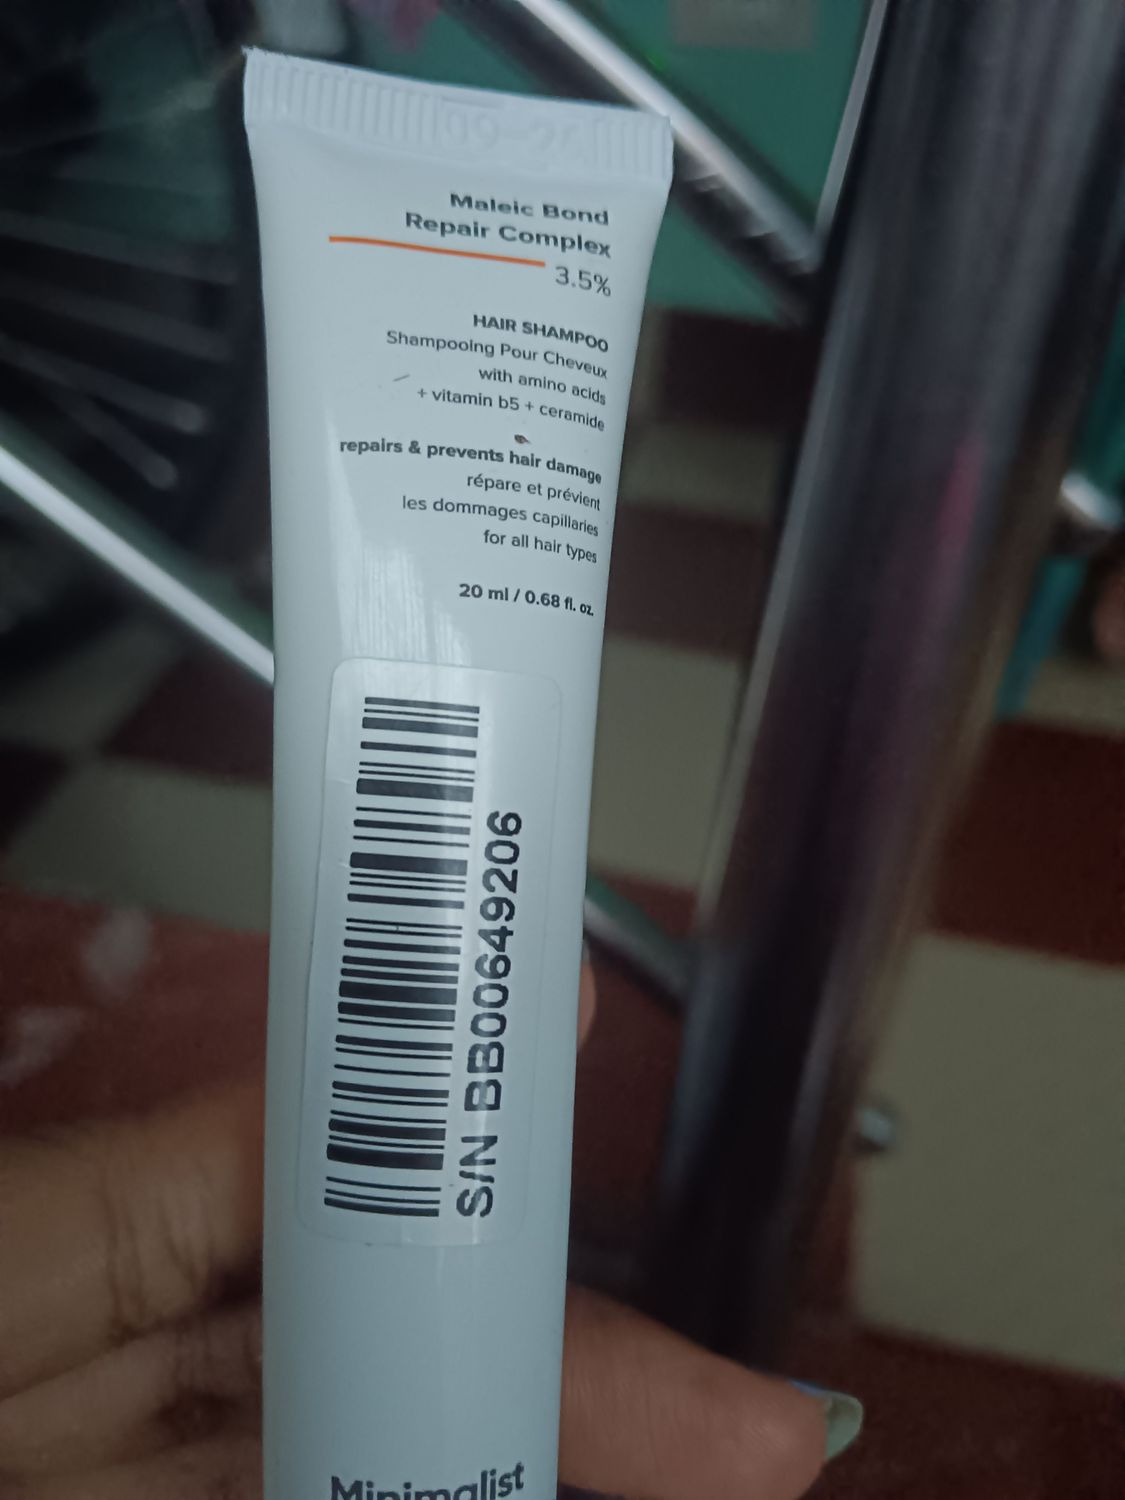 Maleic Bond
Repair Complex
3.5%
HAIR SHAMPOO
Shampooing Pour Cheveux
with amino acids
+ vitamin b5 + ceramide
repairs & prevents hair damage
répare et prévient
les dommages capillaries
for all hair types
20 ml / 0.68 fl. oz.
S/N BB00649206
Minimalist